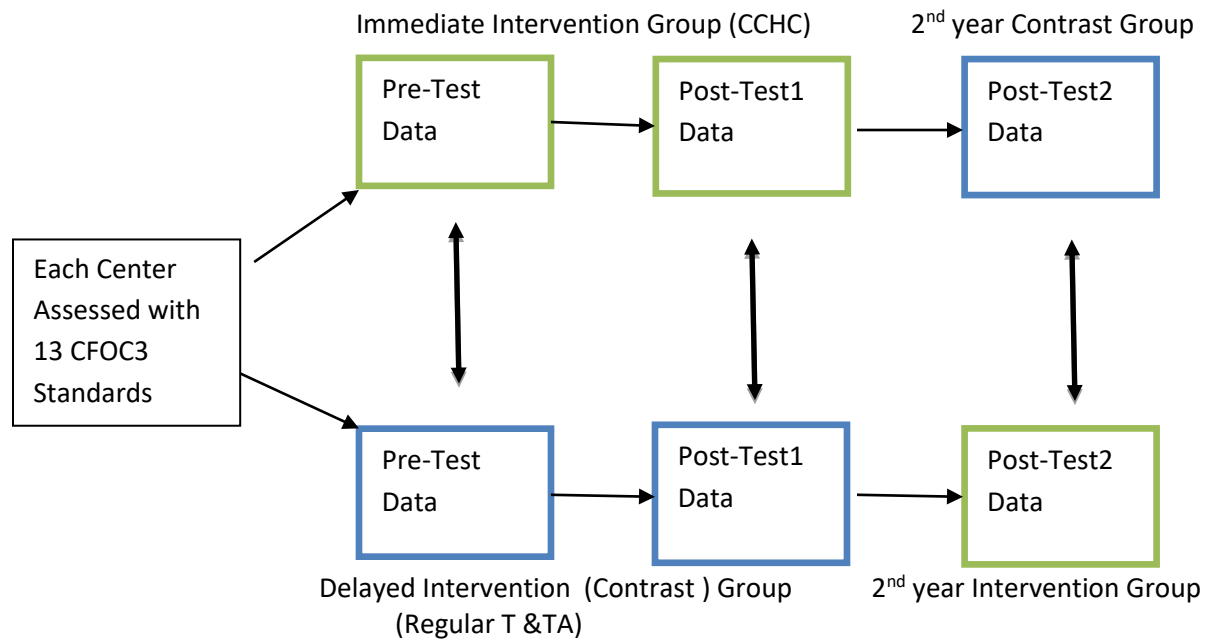 Immediate Intervention Group (CCHC)
2nd year Contrast Group
Pre-Test
Data
Post-Test1
Data
Post-Test2
Data
Each Center
Assessed with
13 CFOC3
Standards
Pre-Test
Data
Post-Test1
Data
Post-Test2
Data
Delayed Intervention (Contrast ) Group
(Regular T &TA)
2nd year Intervention Group